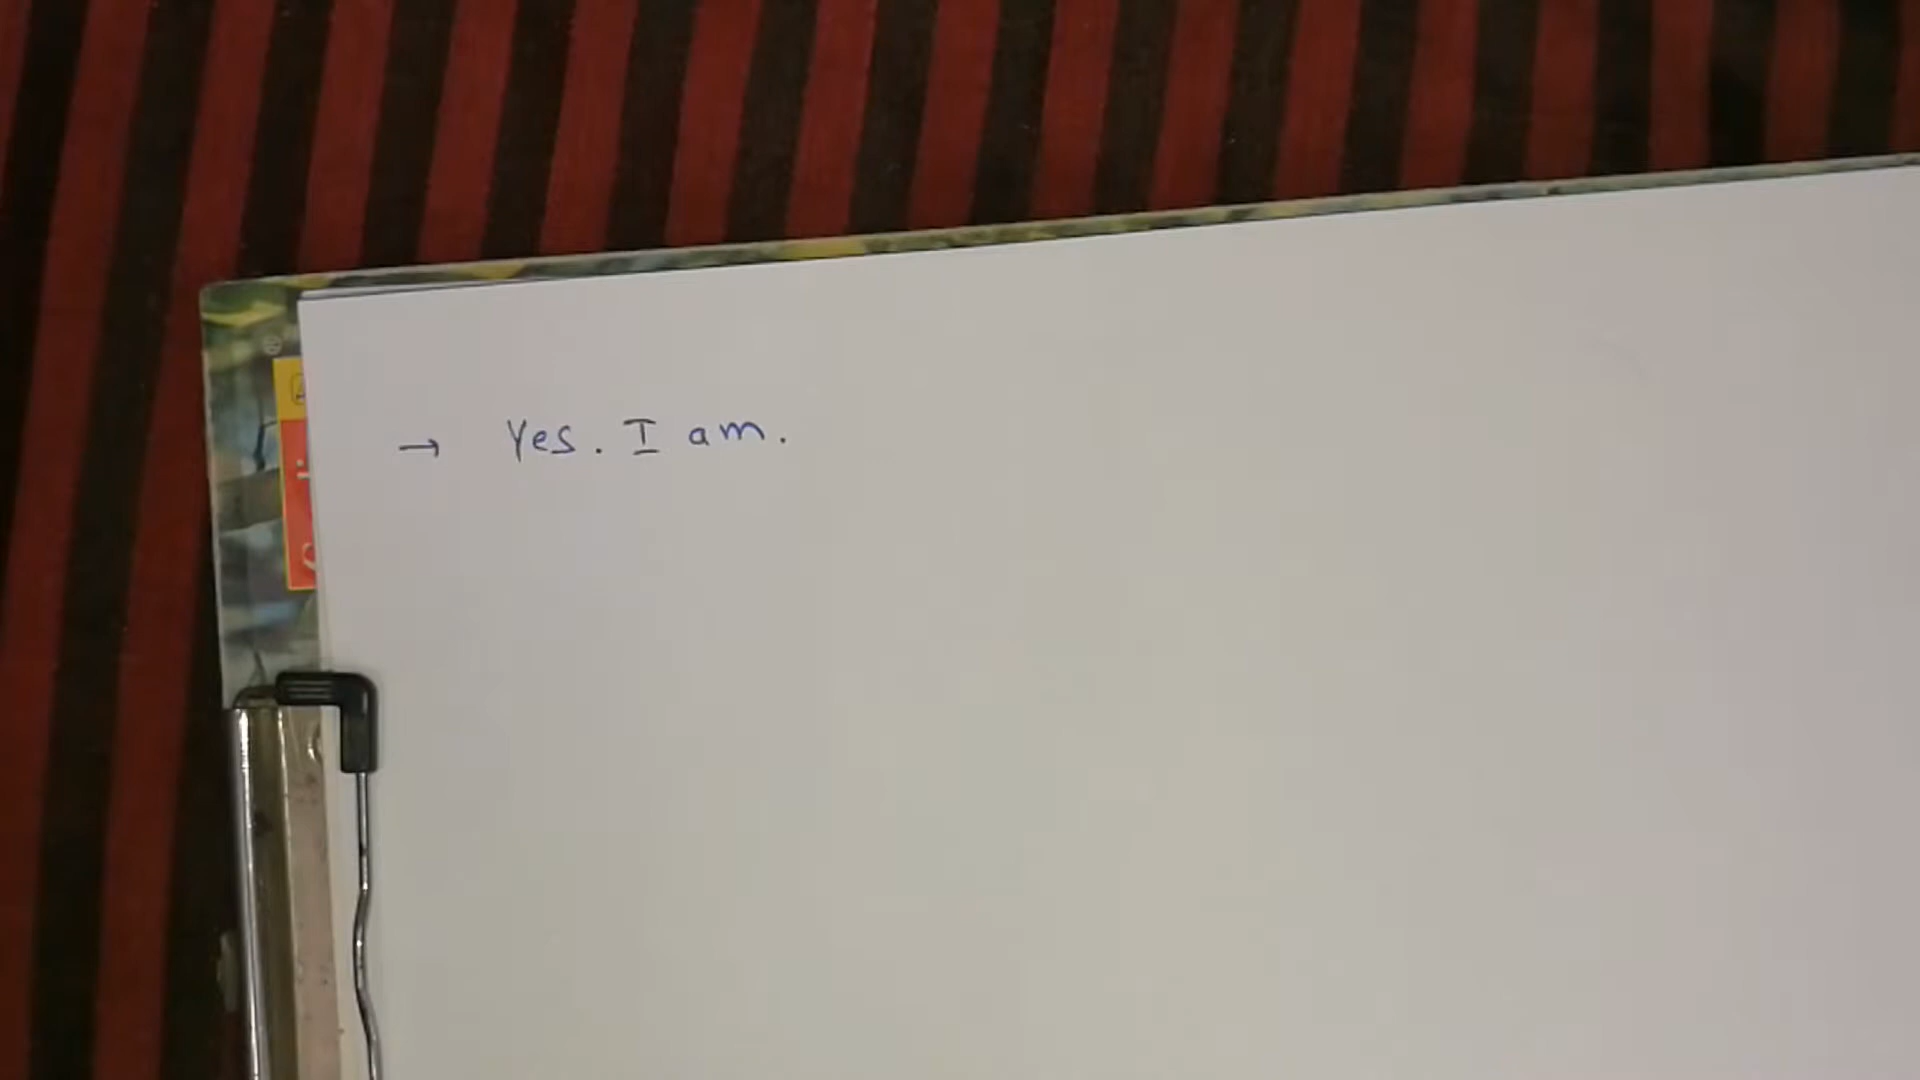 → Yes. I am.